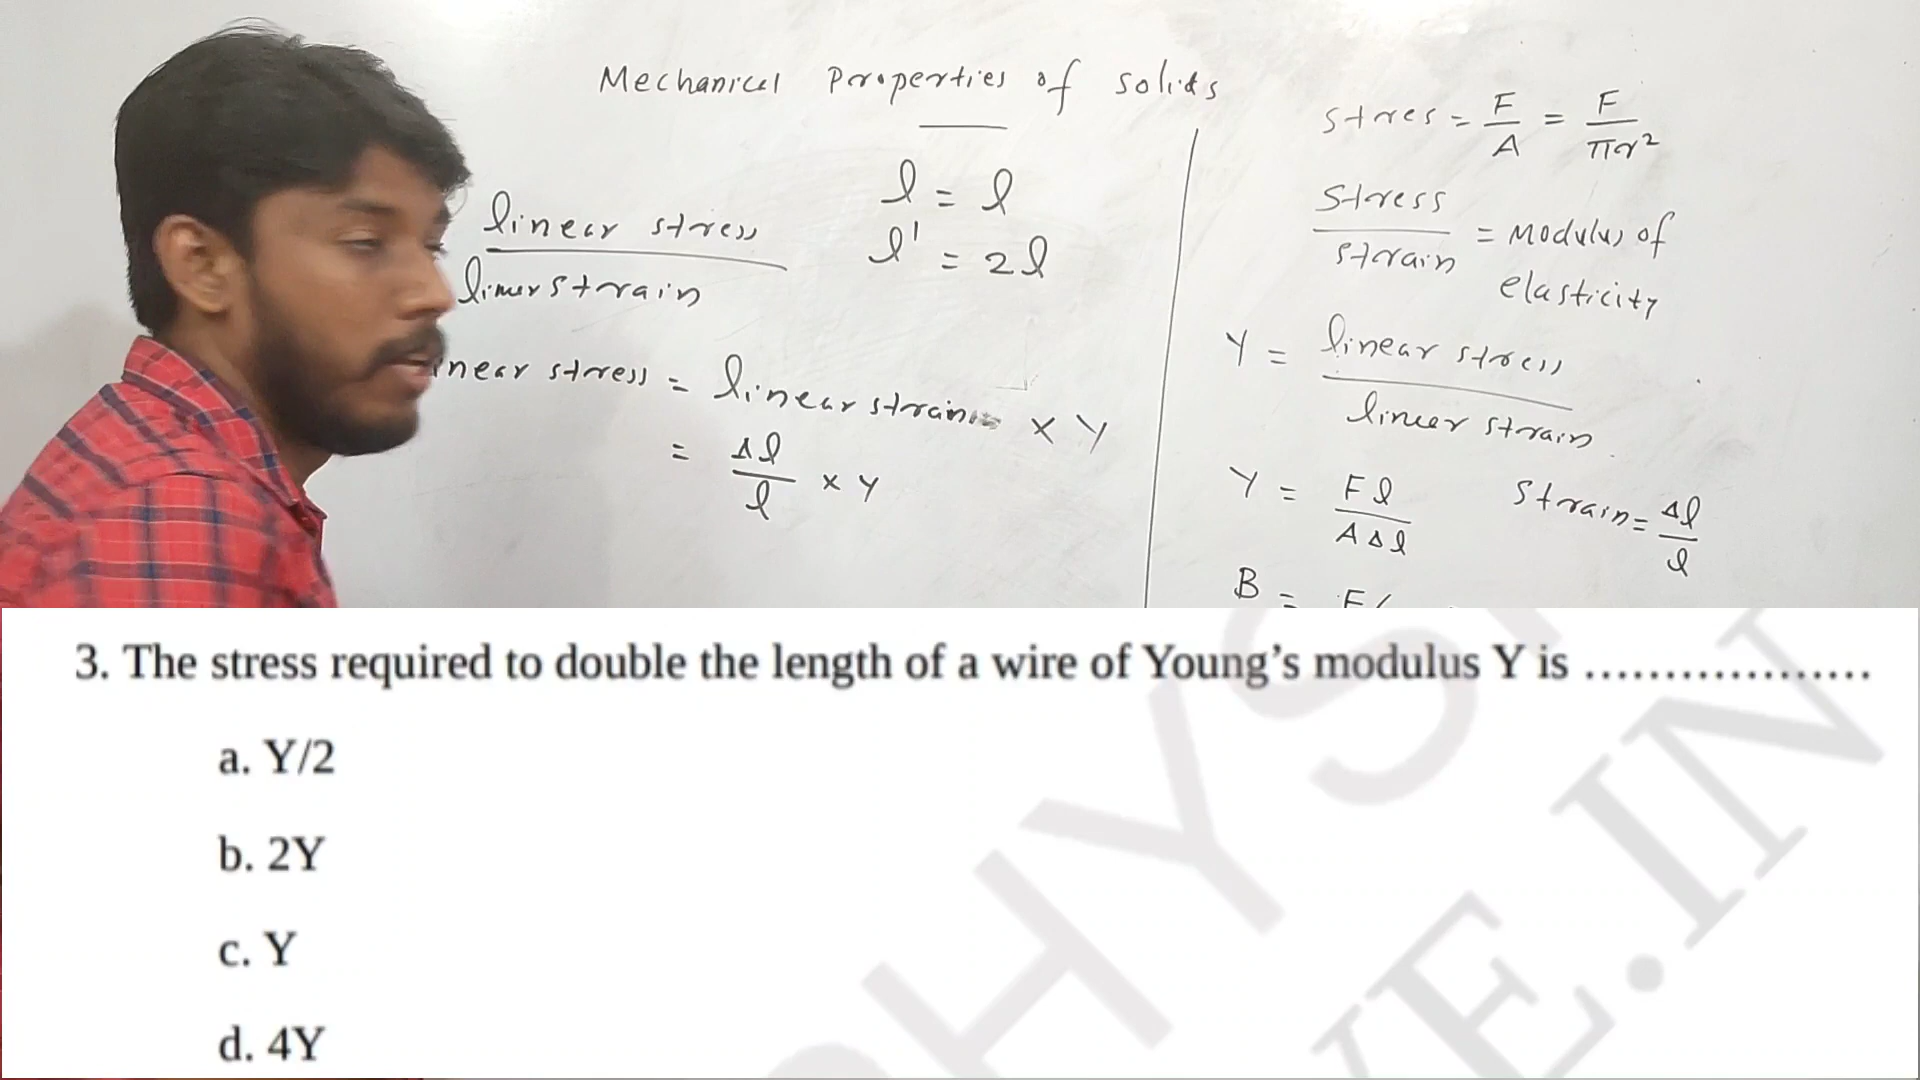 Mechanical Properties of solids
l = l
l' = 2l
linear stress
linear strain
near stress = linear strain x Y
= Δl/l x Y
stres = F/A = F/πr²
Stress/strain = Modulus of
elasticity
Y = linear stress/linear strain
Y = Fl/AΔl
Strain = Δl/l
B = F/
3. The stress required to double the length of a wire of Young’s modulus Y is ..................
a. Y/2
b. 2Y
c. Y
d. 4Y